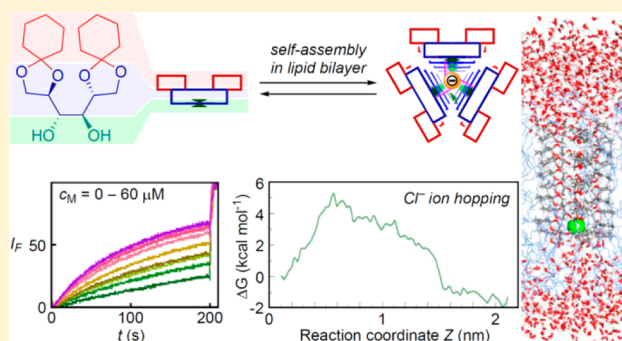 self-assembly
in lipid bilayer
O O O O
HO OH
⊖
c_M = 0 – 60 μM
I_F
50
0
0 100 200
t (s)
Cl⁻ ion hopping
ΔG (kcal mol⁻¹)
6
4
2
0
-2
0 1 2
Reaction coordinate Z (nm)